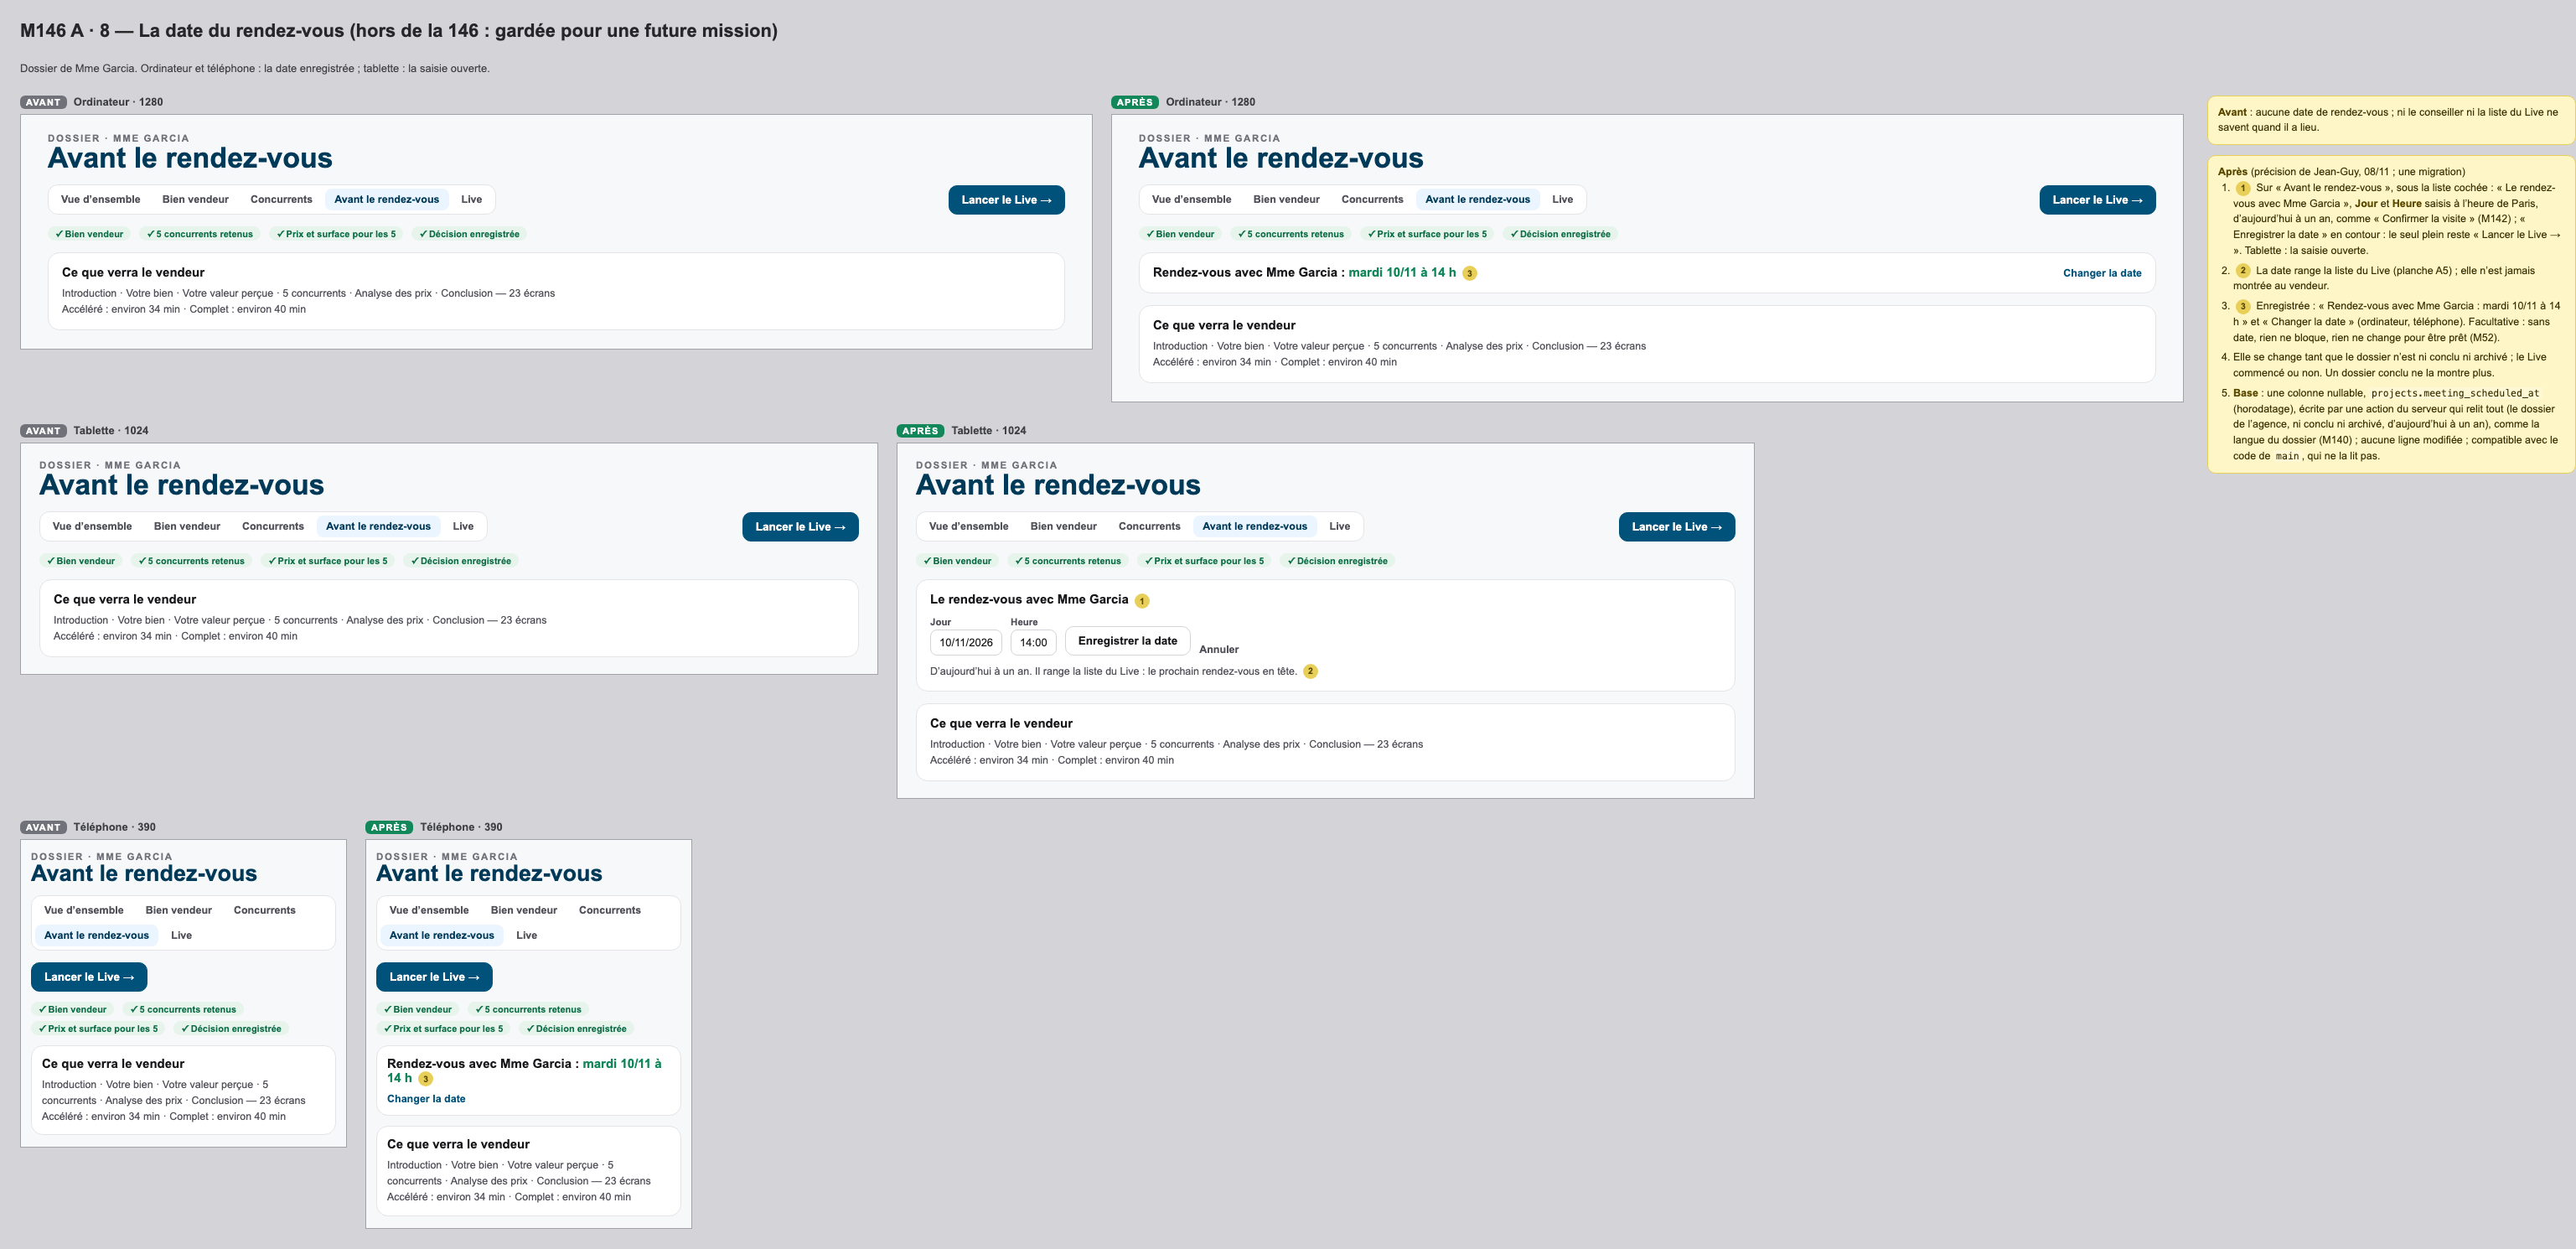 M146 A · 8 — La date du rendez-vous (hors de la 146 : gardée pour une future mission)
Dossier de Mme Garcia. Ordinateur et téléphone : la date enregistrée ; tablette : la saisie ouverte.
AVANT Ordinateur · 1280
DOSSIER · MME GARCIA
Avant le rendez-vous
Vue d’ensemble Bien vendeur Concurrents Avant le rendez-vous Live
Lancer le Live →
✓ Bien vendeur ✓ 5 concurrents retenus ✓ Prix et surface pour les 5 ✓ Décision enregistrée
Ce que verra le vendeur
Introduction · Votre bien · Votre valeur perçue · 5 concurrents · Analyse des prix · Conclusion — 23 écrans
Accéléré : environ 34 min · Complet : environ 40 min
APRÈS Ordinateur · 1280
DOSSIER · MME GARCIA
Avant le rendez-vous
Vue d’ensemble Bien vendeur Concurrents Avant le rendez-vous Live
Lancer le Live →
✓ Bien vendeur ✓ 5 concurrents retenus ✓ Prix et surface pour les 5 ✓ Décision enregistrée
Rendez-vous avec Mme Garcia : mardi 10/11 à 14 h 3
Changer la date
Ce que verra le vendeur
Introduction · Votre bien · Votre valeur perçue · 5 concurrents · Analyse des prix · Conclusion — 23 écrans
Accéléré : environ 34 min · Complet : environ 40 min
Avant : aucune date de rendez-vous ; ni le conseiller ni la liste du Live ne
savent quand il a lieu.
Après (précision de Jean-Guy, 08/11 ; une migration)
1. 1 Sur « Avant le rendez-vous », sous la liste cochée : « Le rendez-
vous avec Mme Garcia », Jour et Heure saisis à l’heure de Paris,
d’aujourd’hui à un an, comme « Confirmer la visite » (M142) ; «
Enregistrer la date » en contour : le seul plein reste « Lancer le Live →
». Tablette : la saisie ouverte.
2. 2 La date range la liste du Live (planche A5) ; elle n’est jamais
montrée au vendeur.
3. 3 Enregistrée : « Rendez-vous avec Mme Garcia : mardi 10/11 à 14
h » et « Changer la date » (ordinateur, téléphone). Facultative : sans
date, rien ne bloque, rien ne change pour être prêt (M52).
4. Elle se change tant que le dossier n’est ni conclu ni archivé ; le Live
commencé ou non. Un dossier conclu ne la montre plus.
5. Base : une colonne nullable, projects.meeting_scheduled_at
(horodatage), écrite par une action du serveur qui relit tout (le dossier
de l’agence, ni conclu ni archivé, d’aujourd’hui à un an), comme la
langue du dossier (M140) ; aucune ligne modifiée ; compatible avec le
code de main , qui ne la lit pas.
AVANT Tablette · 1024
DOSSIER · MME GARCIA
Avant le rendez-vous
Vue d’ensemble Bien vendeur Concurrents Avant le rendez-vous Live
Lancer le Live →
✓ Bien vendeur ✓ 5 concurrents retenus ✓ Prix et surface pour les 5 ✓ Décision enregistrée
Ce que verra le vendeur
Introduction · Votre bien · Votre valeur perçue · 5 concurrents · Analyse des prix · Conclusion — 23 écrans
Accéléré : environ 34 min · Complet : environ 40 min
APRÈS Tablette · 1024
DOSSIER · MME GARCIA
Avant le rendez-vous
Vue d’ensemble Bien vendeur Concurrents Avant le rendez-vous Live
Lancer le Live →
✓ Bien vendeur ✓ 5 concurrents retenus ✓ Prix et surface pour les 5 ✓ Décision enregistrée
Le rendez-vous avec Mme Garcia 1
Jour Heure
10/11/2026 14:00 Enregistrer la date Annuler
D’aujourd’hui à un an. Il range la liste du Live : le prochain rendez-vous en tête. 2
Ce que verra le vendeur
Introduction · Votre bien · Votre valeur perçue · 5 concurrents · Analyse des prix · Conclusion — 23 écrans
Accéléré : environ 34 min · Complet : environ 40 min
AVANT Téléphone · 390
DOSSIER · MME GARCIA
Avant le rendez-vous
Vue d’ensemble Bien vendeur Concurrents
Avant le rendez-vous Live
Lancer le Live →
✓ Bien vendeur ✓ 5 concurrents retenus
✓ Prix et surface pour les 5 ✓ Décision enregistrée
Ce que verra le vendeur
Introduction · Votre bien · Votre valeur perçue · 5
concurrents · Analyse des prix · Conclusion — 23 écrans
Accéléré : environ 34 min · Complet : environ 40 min
APRÈS Téléphone · 390
DOSSIER · MME GARCIA
Avant le rendez-vous
Vue d’ensemble Bien vendeur Concurrents
Avant le rendez-vous Live
Lancer le Live →
✓ Bien vendeur ✓ 5 concurrents retenus
✓ Prix et surface pour les 5 ✓ Décision enregistrée
Rendez-vous avec Mme Garcia : mardi 10/11 à
14 h 3
Changer la date
Ce que verra le vendeur
Introduction · Votre bien · Votre valeur perçue · 5
concurrents · Analyse des prix · Conclusion — 23 écrans
Accéléré : environ 34 min · Complet : environ 40 min